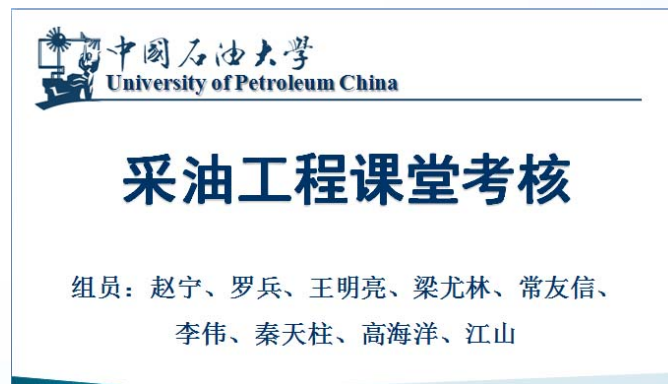 中國石油大學
University of Petroleum China
采油工程课堂考核
组员：赵宁、罗兵、王明亮、梁尤林、常友信、
李伟、秦天柱、高海洋、江山